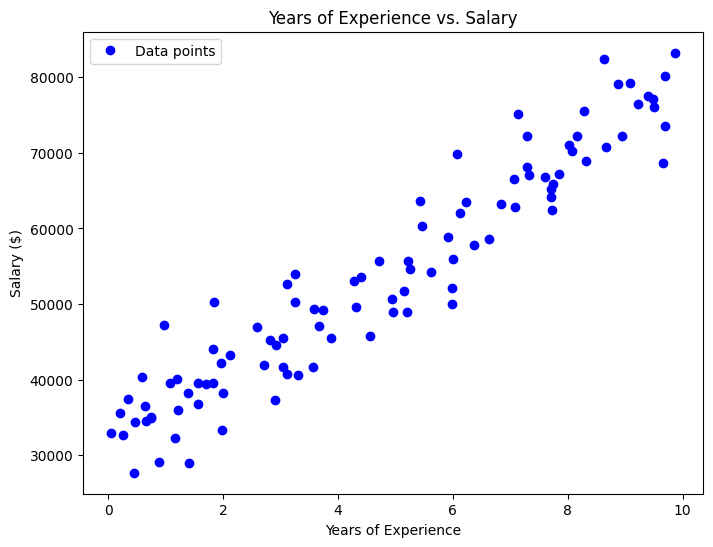 Years of Experience vs. Salary
Data points
80000
70000
60000
50000
40000
30000
Salary ($)
0 2 4 6 8 10
Years of Experience